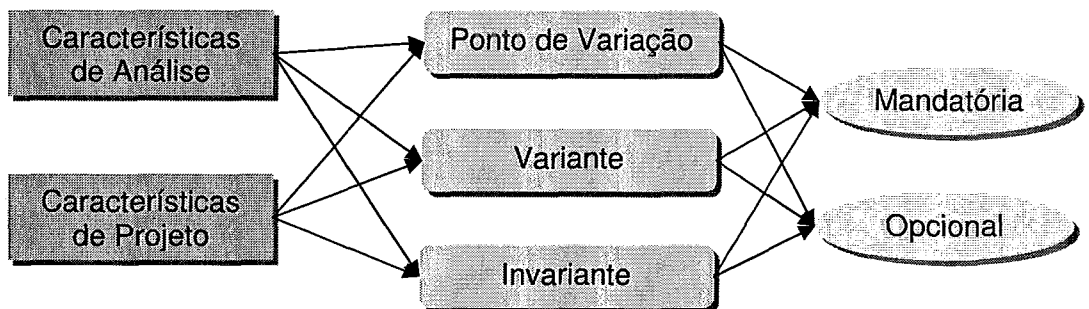 Características
de Análise
Ponto de Variação
Mandatória
Variante
Características
de Projeto
Opcional
Invariante